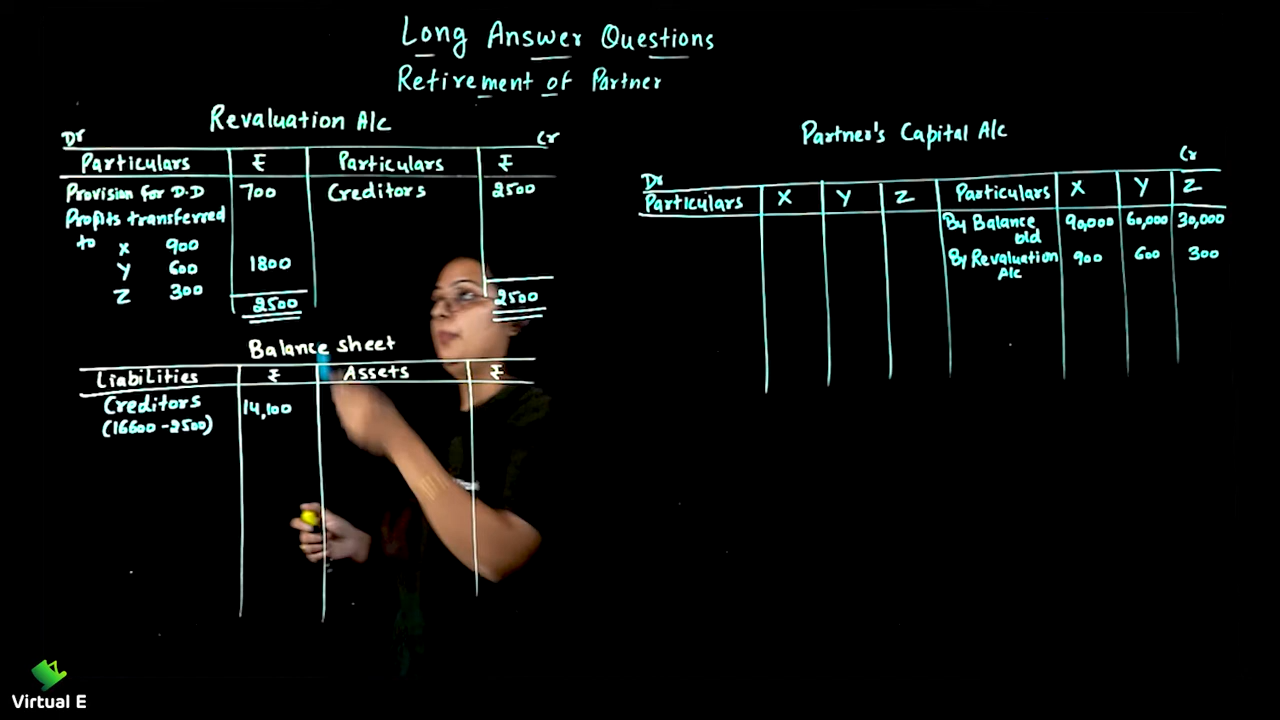 Long Answer Questions
Retirement of Partner
Revaluation A/c
Dr Cr
Particulars ₹ Particulars ₹
Provision for D.D 700 Creditors 2500
Profits transferred
to X 900
Y 600 1800
Z 300
2500 2500
Balance sheet
Liabilities ₹ Assets ₹
Creditors 14,100
(16600 - 2500)
Partner's Capital A/c
Dr Cr
Particulars X Y Z Particulars X Y Z
By Balance b/d 90,000 60,000 30,000
By Revaluation A/c 900 600 300
Virtual E